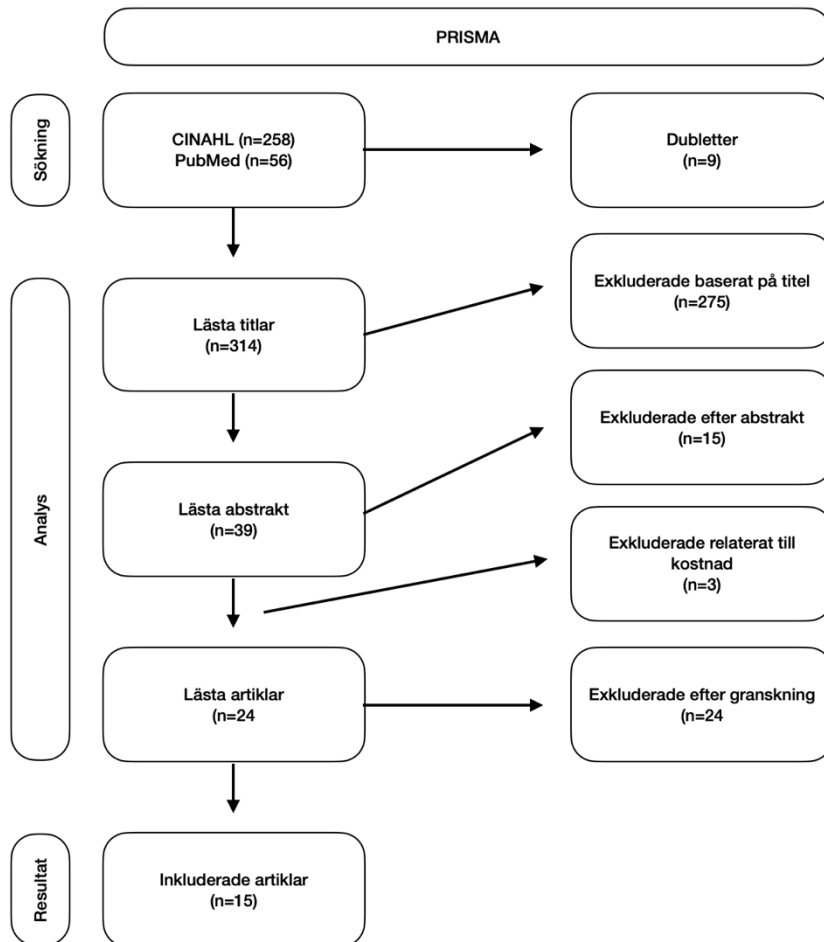 PRISMA
Sökning
CINAHL (n=258)
PubMed (n=56)
Dubletter
(n=9)
Analys
Lästa titlar
(n=314)
Exkluderade baserat på titel
(n=275)
Lästa abstrakt
(n=39)
Exkluderade efter abstrakt
(n=15)
Exkluderade relaterat till
kostnad
(n=3)
Lästa artiklar
(n=24
Exkluderade efter granskning
(n=24
Resultat
Inkluderade artiklar
(n=15)